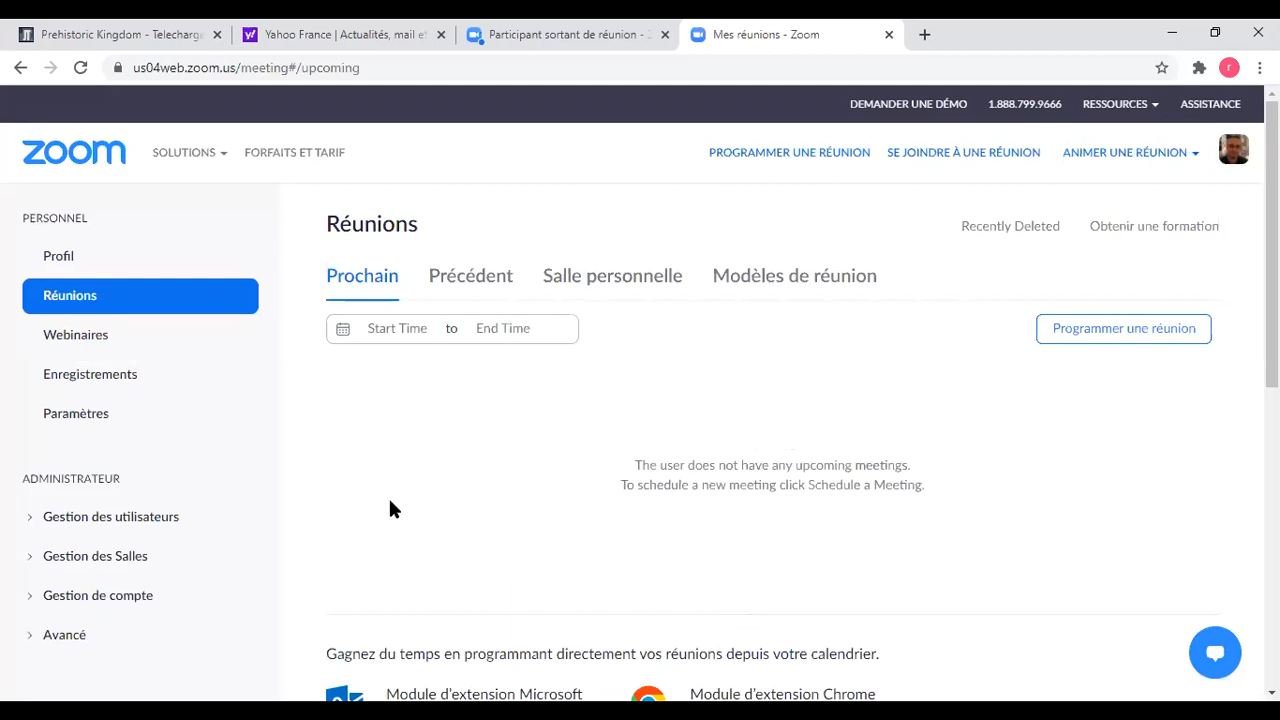 Prehistoric Kingdom - Telecharge
Yahoo France | Actualités, mail et
Participant sortant de réunion - Z
Mes réunions - Zoom
us04web.zoom.us/meeting#/upcoming
r
DEMANDER UNE DÉMO 1.888.799.9666 RESSOURCES ASSISTANCE
zoom SOLUTIONS FORFAITS ET TARIF PROGRAMMER UNE RÉUNION SE JOINDRE À UNE RÉUNION ANIMER UNE RÉUNION
PERSONNEL
Profil
Réunions
Webinaires
Enregistrements
Paramètres
ADMINISTRATEUR
Gestion des utilisateurs
Gestion des Salles
Gestion de compte
Avancé
Réunions
Recently Deleted Obtenir une formation
Prochain Précédent Salle personnelle Modèles de réunion
Start Time to End Time
Programmer une réunion
The user does not have any upcoming meetings.
To schedule a new meeting click Schedule a Meeting.
Gagnez du temps en programmant directement vos réunions depuis votre calendrier.
Module d'extension Microsoft
Module d'extension Chrome